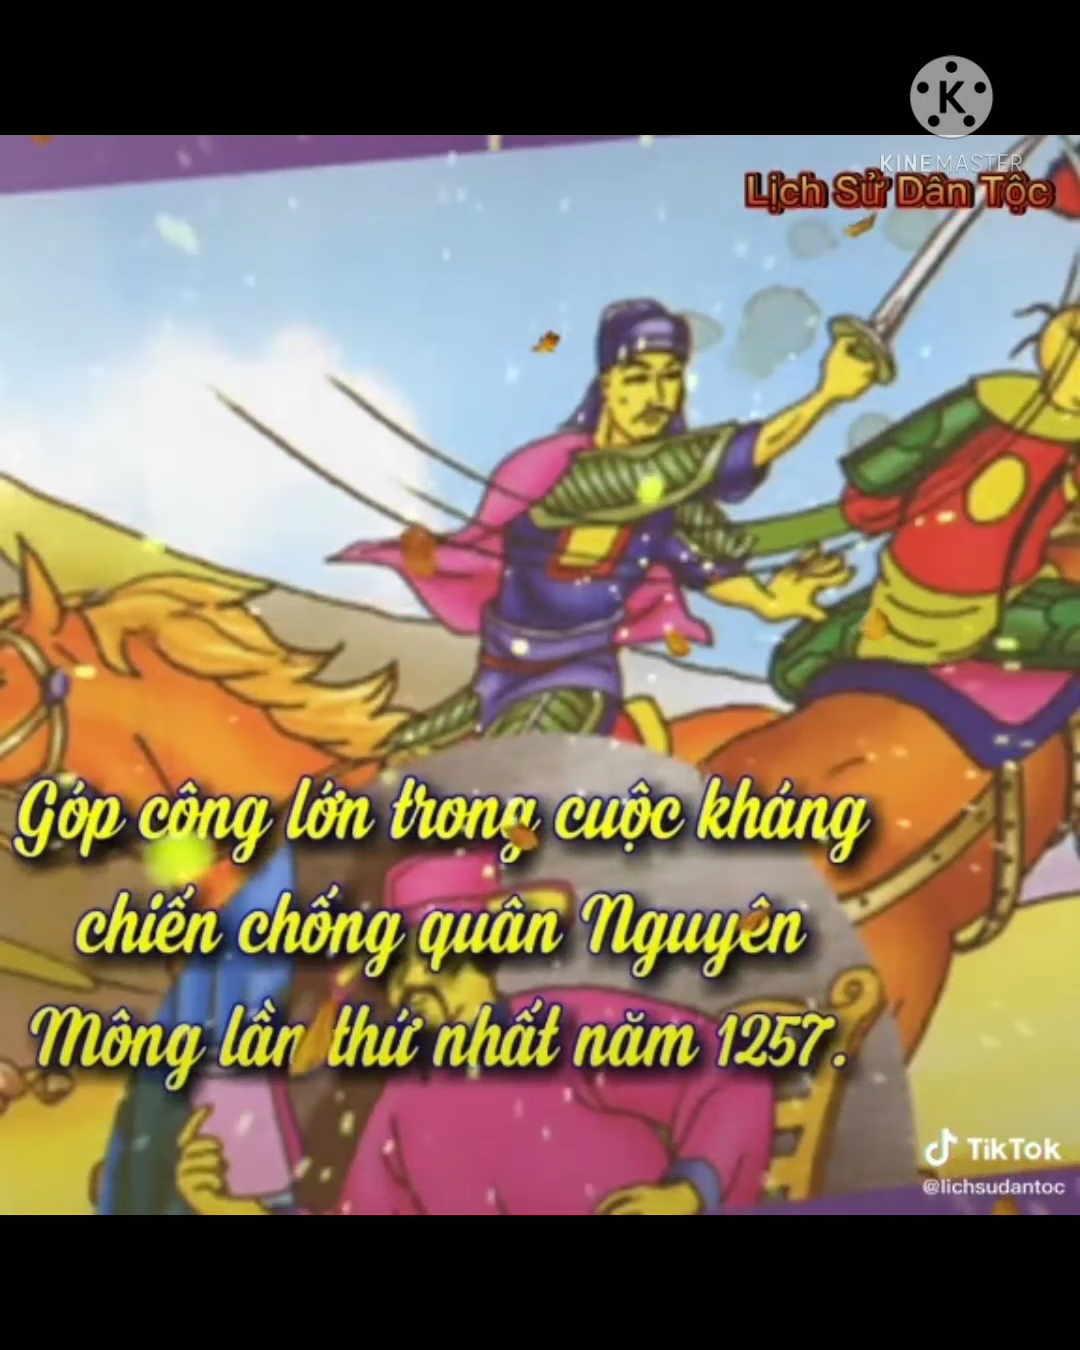 K
KINEMASTER
Lịch Sử Dân Tộc
Góp công lớn trong cuộc kháng
chiến chống quân Nguyên
Mông lần thứ nhất năm 1257.
TikTok
@lichsudantoc